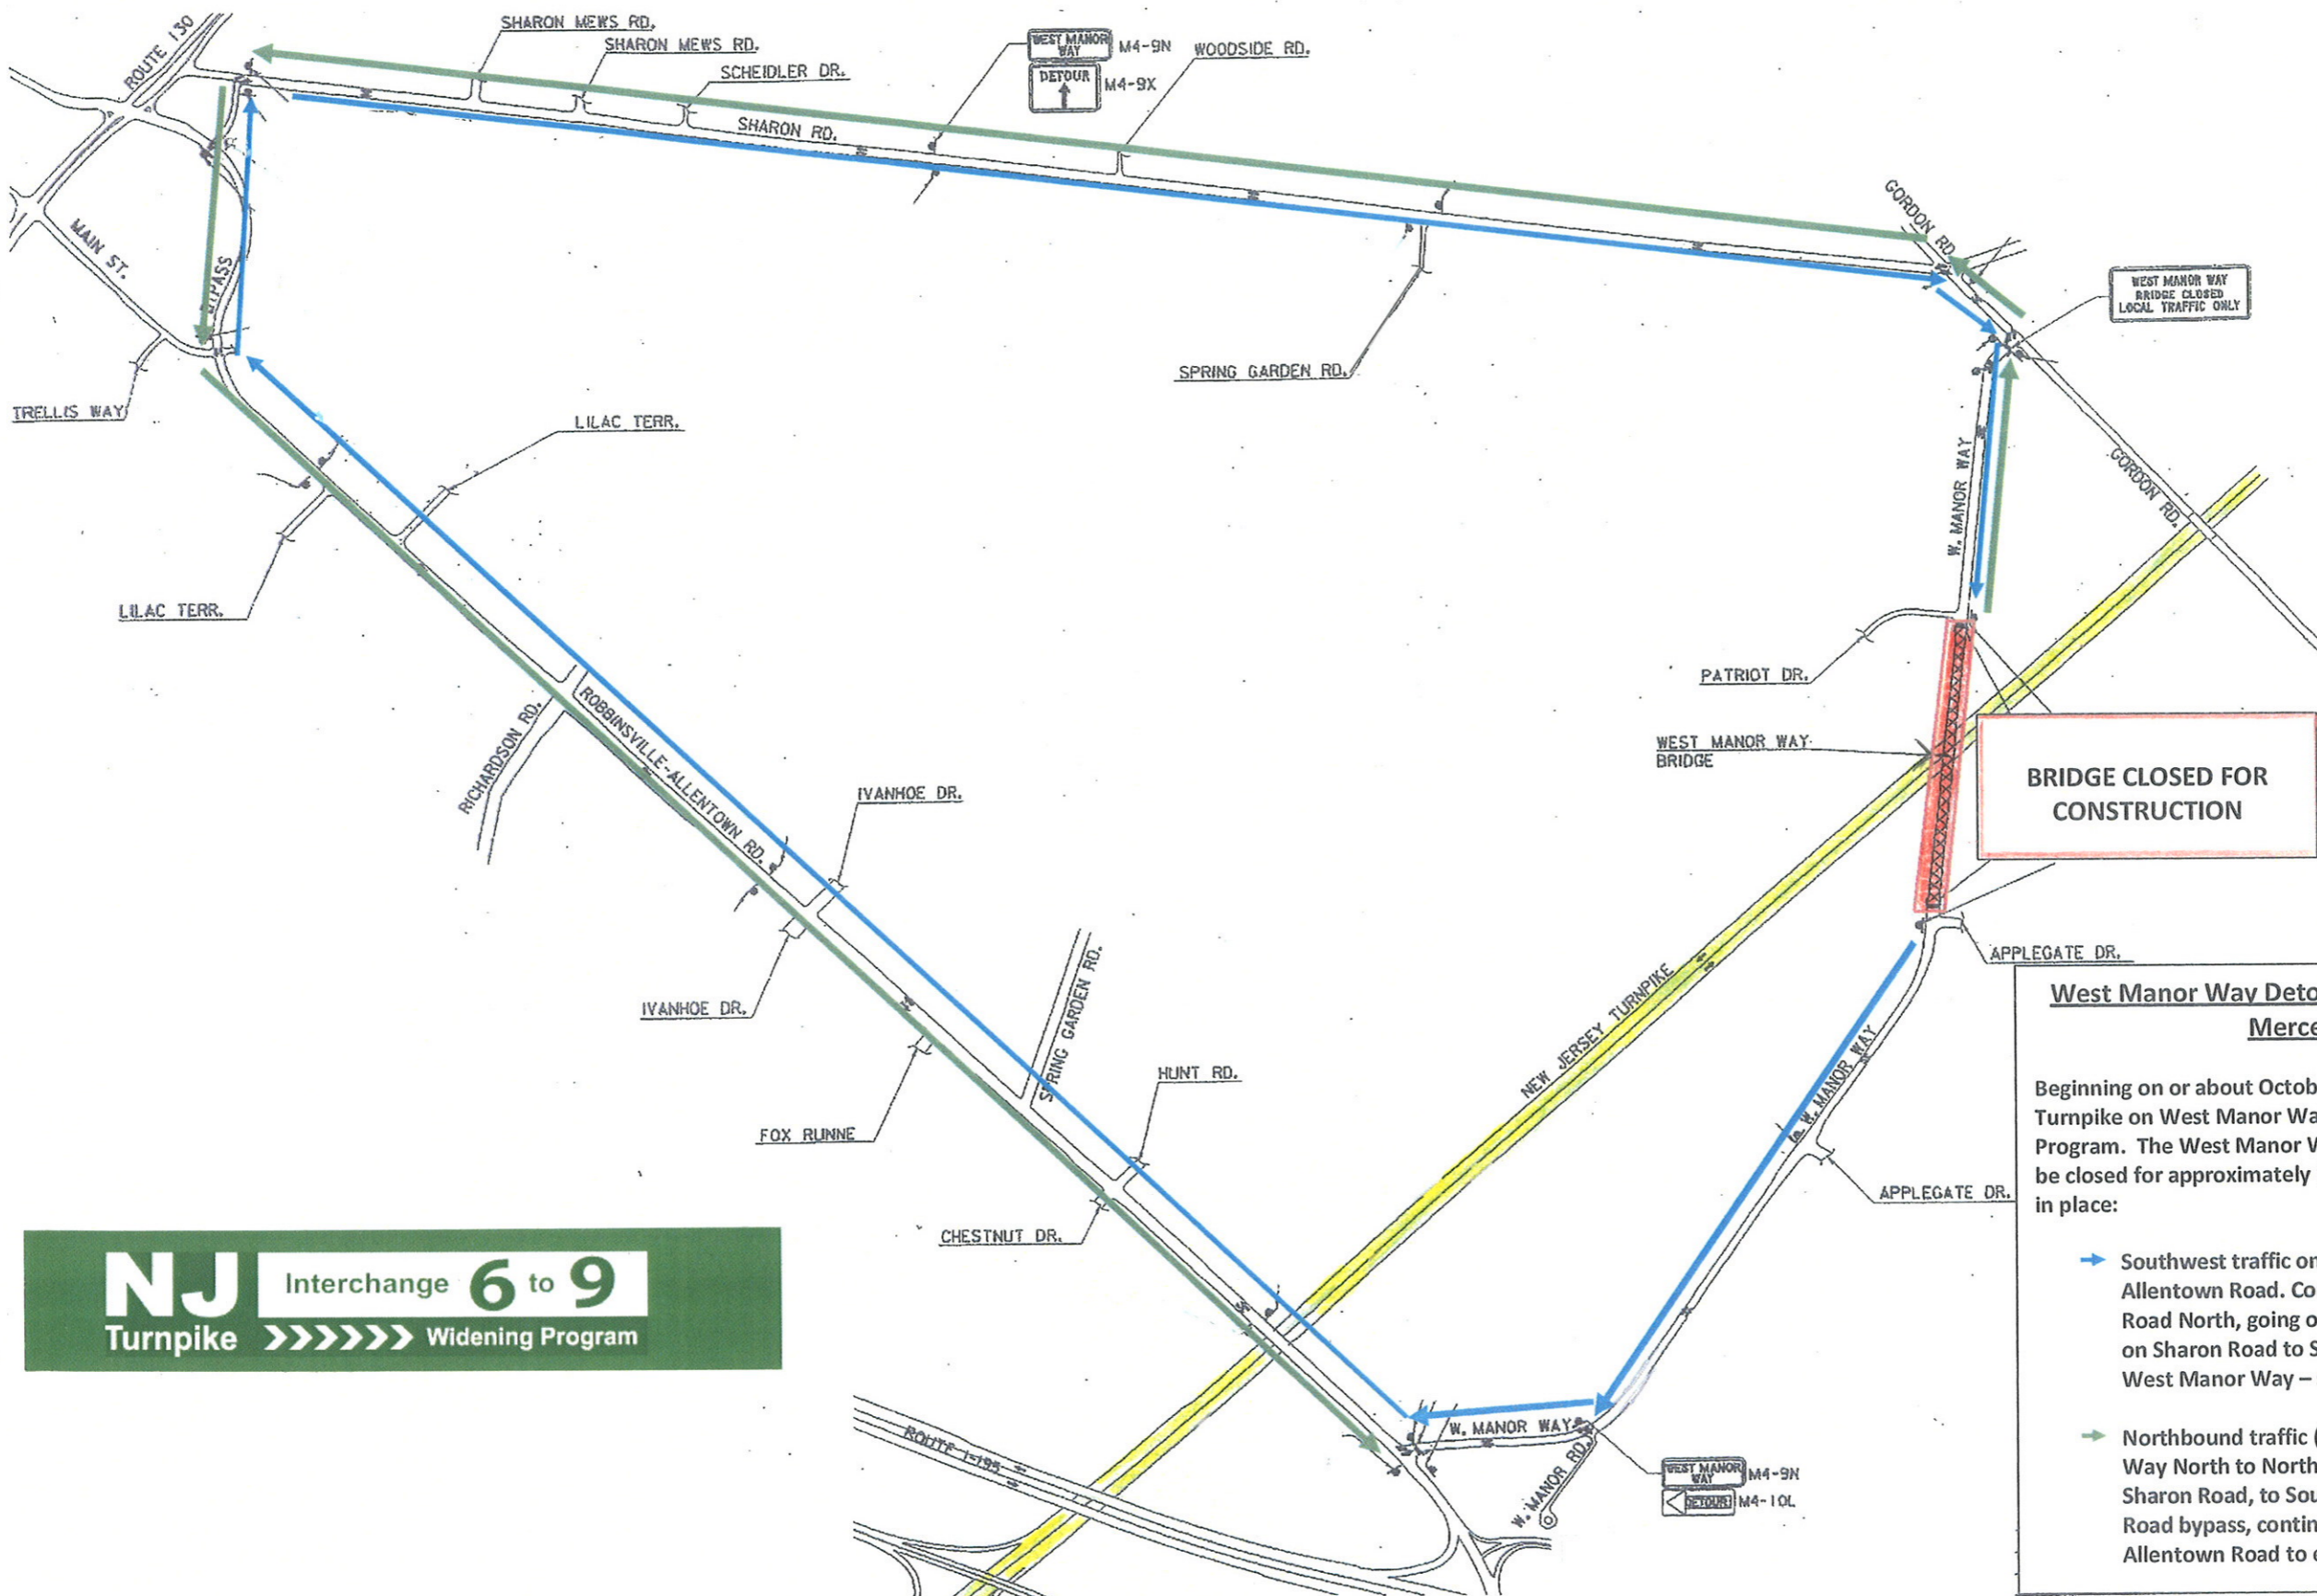 ROUTE 130
SHARON MEWS RD.
SHARON MEWS RD.
SCHEIDLER DR.
WEST MANOR
WAY
M4-9N
DETOUR
M4-9X
WOODSIDE RD.
SHARON RD.
GORDON RD.
MAIN ST.
BYPASS
WEST MANOR WAY
BRIDGE CLOSED
LOCAL TRAFFIC ONLY
SPRING GARDEN RD.
TRELLIS WAY
LILAC TERR.
W. MANOR WAY
GORDON RD.
LILAC TERR.
PATRIOT DR.
RICHARDSON RD.
ROBBINSVILLE-ALLENTOWN RD.
WEST MANOR WAY
BRIDGE
BRIDGE CLOSED FOR
CONSTRUCTION
IVANHOE DR.
IVANHOE DR.
SPRING GARDEN RD.
NEW JERSEY TURNPIKE
APPLEGATE DR.
HUNT RD.
FOX RUNNE
W. MANOR WAY
APPLEGATE DR.
CHESTNUT DR.
W. MANOR WAY
ROUTE I-195
W. MANOR RD.
WEST MANOR
WAY
M4-9N
DETOUR
M4-10L
NJ
Turnpike
Interchange 6 to 9
Widening Program
West Manor Way Deto
Merce
Beginning on or about Octob
Turnpike on West Manor Wa
Program. The West Manor W
be closed for approximately
in place:
Southwest traffic on
Allentown Road. Co
Road North, going o
on Sharon Road to S
West Manor Way –
Northbound traffic (
Way North to North
Sharon Road, to Sou
Road bypass, contin
Allentown Road to